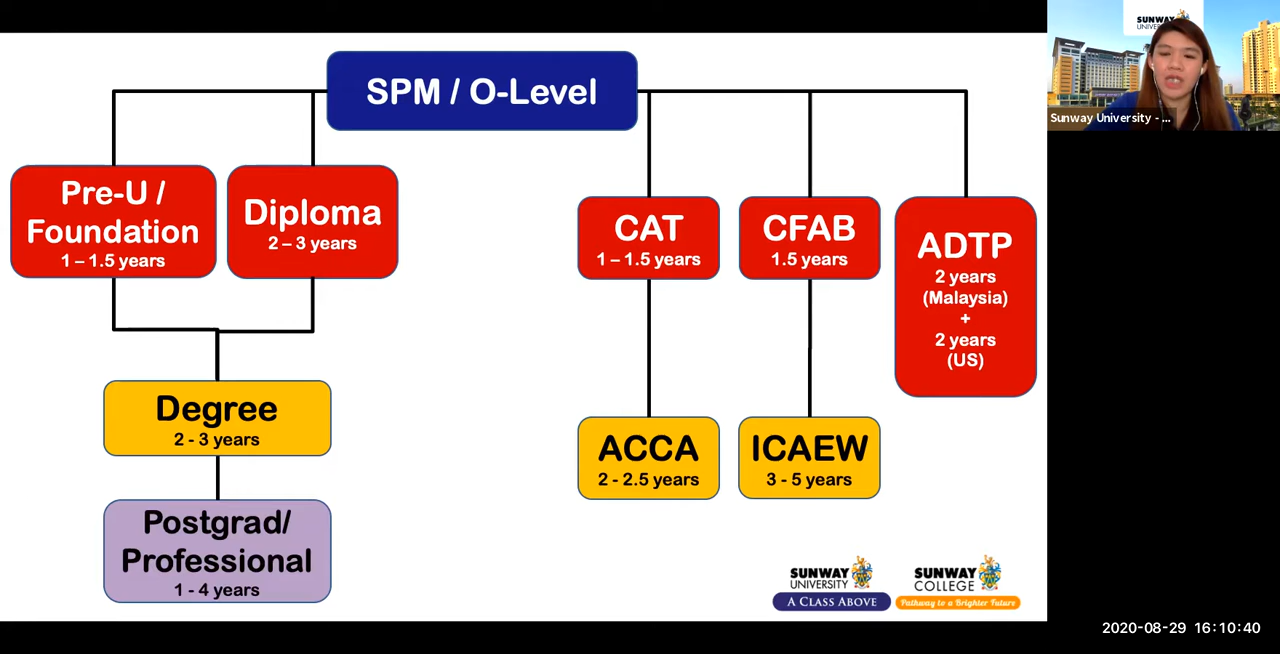 SPM / O-Level
Pre-U /
Foundation
1 – 1.5 years
Diploma
2 – 3 years
CAT
1 – 1.5 years
CFAB
1.5 years
ADTP
2 years
(Malaysia)
+
2 years
(US)
Degree
2 - 3 years
ACCA
2 - 2.5 years
ICAEW
3 - 5 years
Postgrad/
Professional
1 - 4 years
SUNWAY
UNIVERSITY
A CLASS ABOVE
SUNWAY
COLLEGE
Pathway to a Brighter Future
SUNWAY
Sunway University - ...
2020-08-29 16:10:40